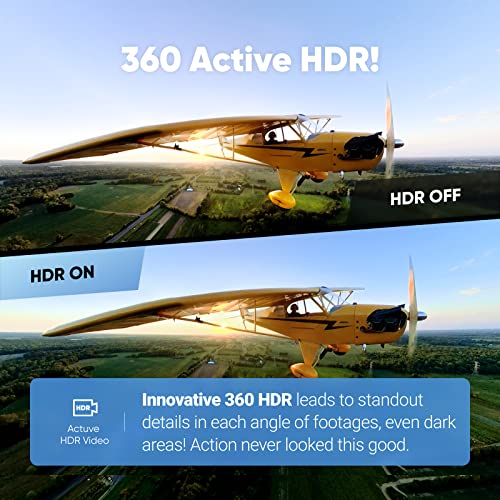 360 Active HDR!
HDR OFF
HDR ON
HDR
Actuve
HDR Video
Innovative 360 HDR leads to standout
details in each angle of footages, even dark
areas! Action never looked this good.